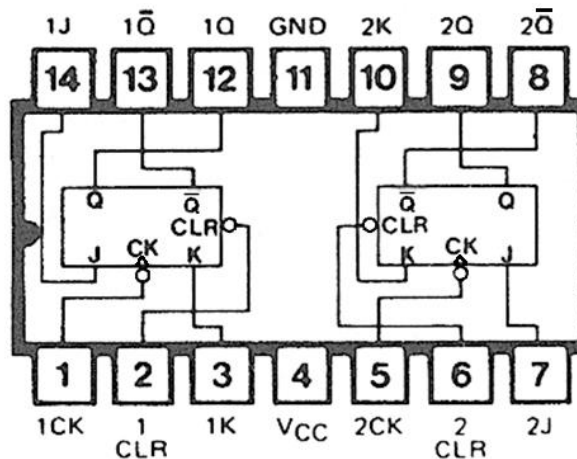 1J 1Q̅ 1Q GND 2K 2Q 2Q̅
14 13 12 11 10 9 8
Q Q̅ CLR
J CK K
Q̅ Q
CLR
K CK J
1 2 3 4 5 6 7
1CK 1 CLR 1K VCC 2CK 2 CLR 2J